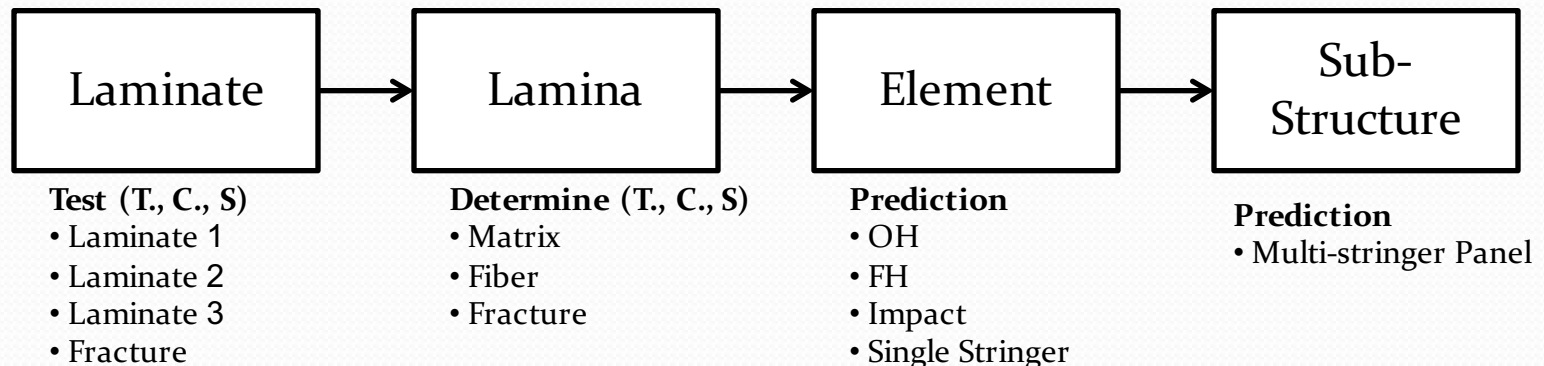 Laminate
Lamina
Element
Sub-
Structure
Test (T., C., S)
• Laminate 1
• Laminate 2
• Laminate 3
• Fracture
Determine (T., C., S)
• Matrix
• Fiber
• Fracture
Prediction
• OH
• FH
• Impact
• Single Stringer
Prediction
• Multi-stringer Panel